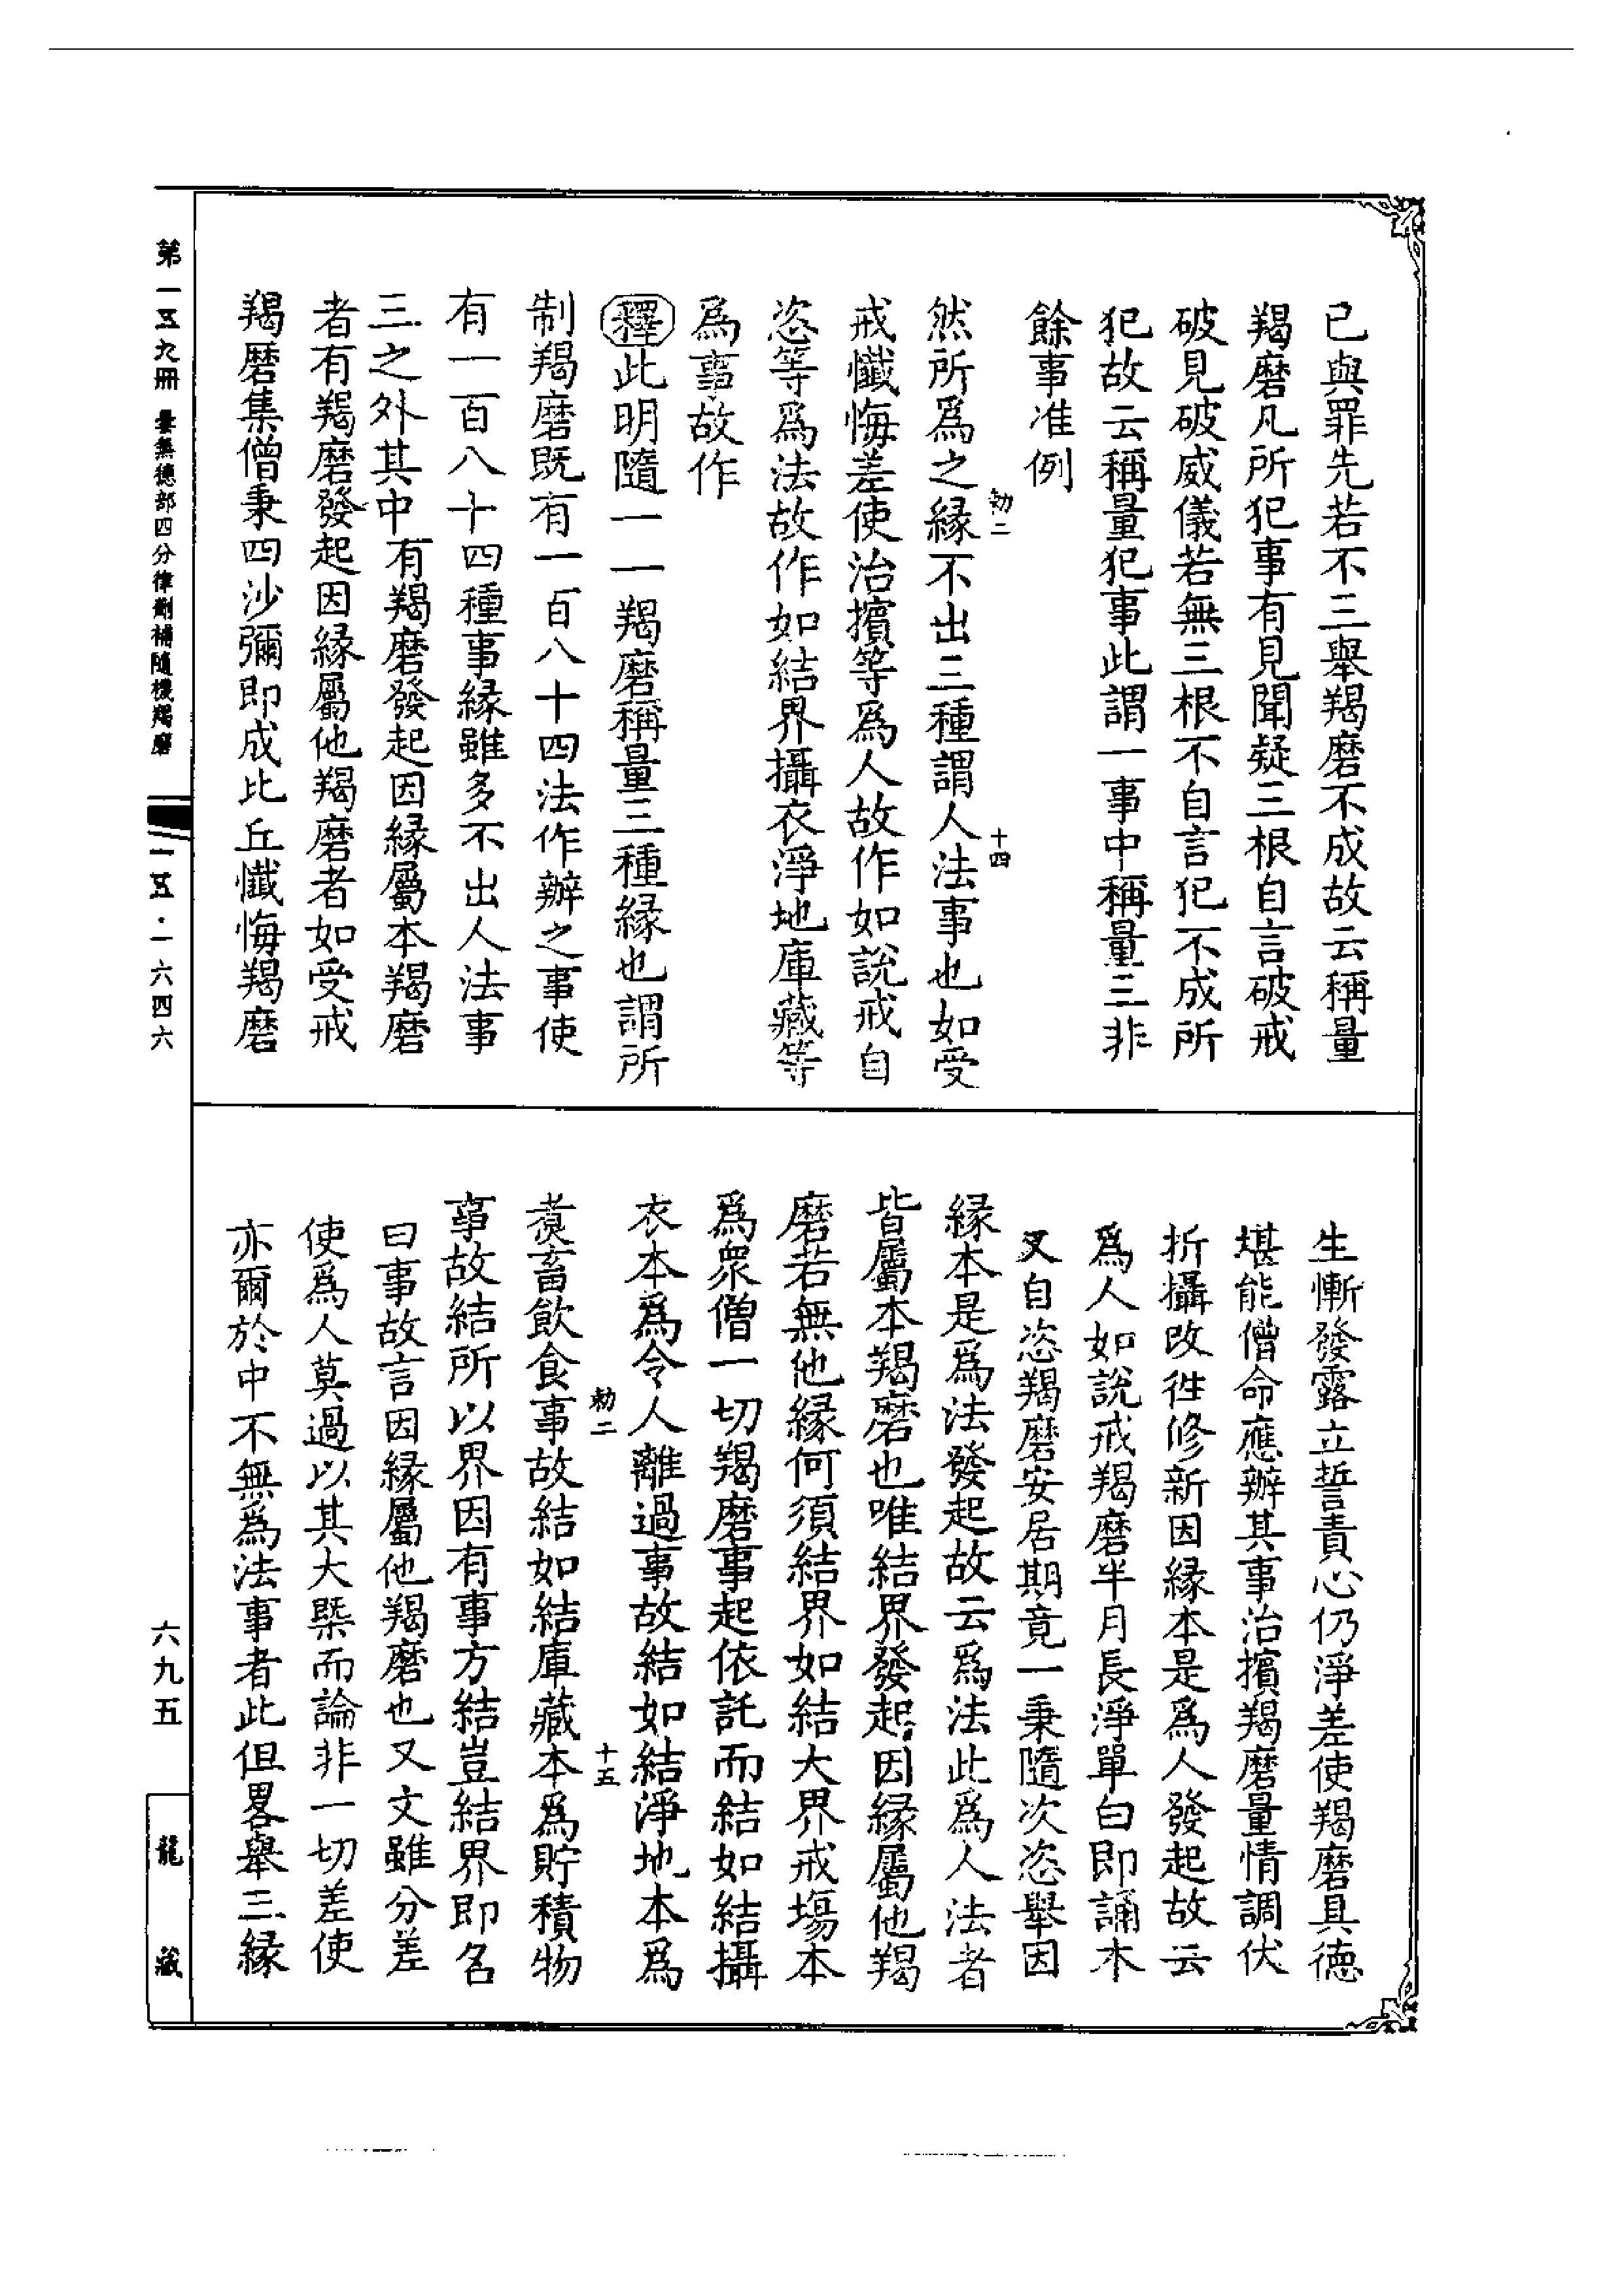 已與罪先若不三舉羯磨不成故云稱量
羯磨凡所犯事有見聞疑三根自言破戒
破見破威儀若無三根不自言犯不成所
犯故云稱量犯事此謂一事中稱量三非
餘事准例
然所爲之緣不出三種謂人法事也如受
戒懺悔差使治擯等爲人故作如說戒自
恣等爲法故作如結界攝衣淨地庫藏等
爲事故作
釋此明隨一一羯磨稱量三種緣也謂所
制羯磨既有一百八十四法作辦之事使
有一百八十四種事緣雖多不出人法事
三之外其中有羯磨發起因緣屬本羯磨
者有羯磨發起因緣屬他羯磨者如受戒
羯磨集僧秉四沙彌即成比丘懺悔羯磨
勑二
十四
生慚發露立誓責心仍淨差使羯磨具德
堪能僧命應辦其事治擯羯磨量情調伏
折攝改徃修新因緣本是爲人發起故云
爲人如說戒羯磨半月長淨單白即誦木
叉自恣羯磨安居期竟一秉隨次恣舉因
緣本是爲法發起故云爲法此爲人法者
皆屬本羯磨也唯結界發起因緣屬他羯
磨若無他緣何須結界如結大界戒場本
爲衆僧一切羯磨事起依託而結如結攝
衣本爲令人離過事故結如結淨地本爲
煑畜飲食事故結如結庫藏本爲貯積物
事故結所以界因有事方結豈結界即名
曰事故言因緣屬他羯磨也又文雖分差
使爲人莫過以其大槩而論非一切差使
亦爾於中不無爲法事者此但畧舉三緣
勑二
十五
第一五九冊 曇無德部四分律刪補隨機羯磨
一五·一六四六
六九五
龍藏